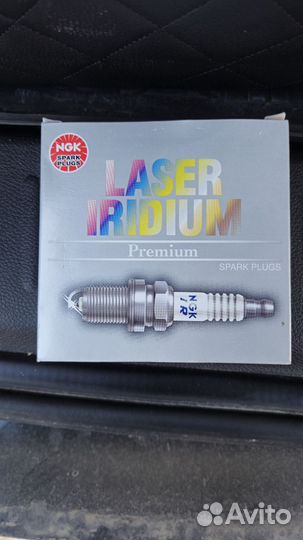 NGK
SPARK PLUGS
LASER
IRIDIUM
Premium
SPARK PLUGS
NGK
IR
Avito